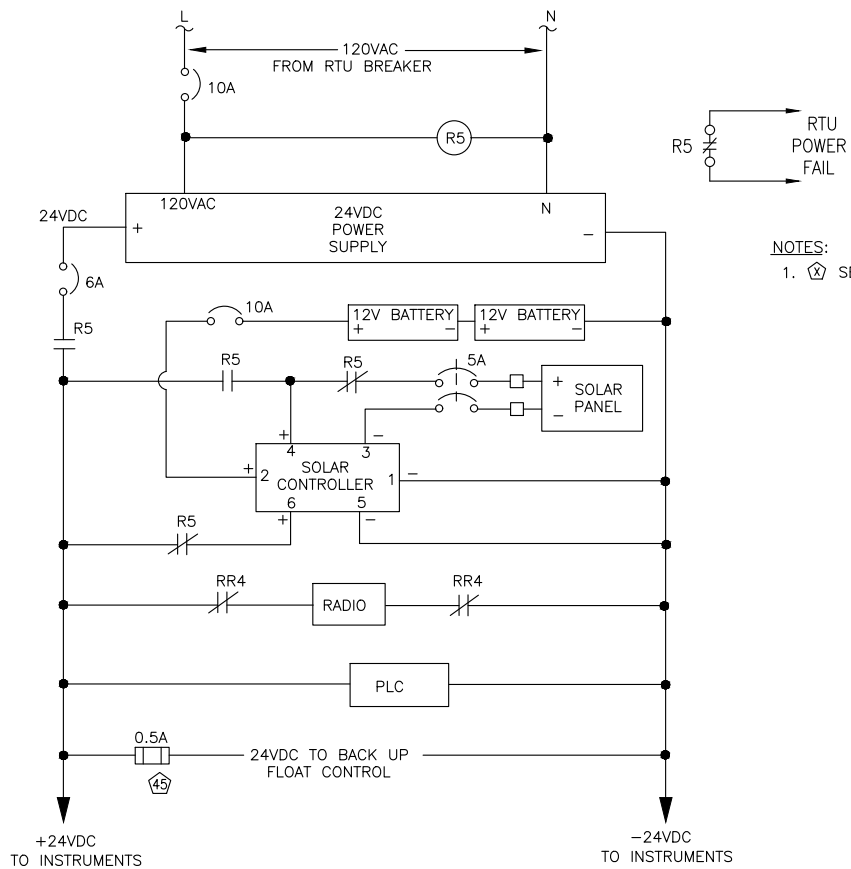 L
N
120VAC
FROM RTU BREAKER
10A
R5
R5
RTU
POWER
FAIL
120VAC
N
24VDC
POWER
SUPPLY
24VDC
+
−
NOTES:
1. X
6A
R5
10A
12V BATTERY
+ −
12V BATTERY
+ −
R5
R5
5A
+
−
SOLAR
PANEL
+
4
−
3
+
2
SOLAR
CONTROLLER
1
−
6
+
5
−
R5
RR4
RADIO
RR4
PLC
0.5A
45
24VDC TO BACK UP
FLOAT CONTROL
+24VDC
TO INSTRUMENTS
−24VDC
TO INSTRUMENTS